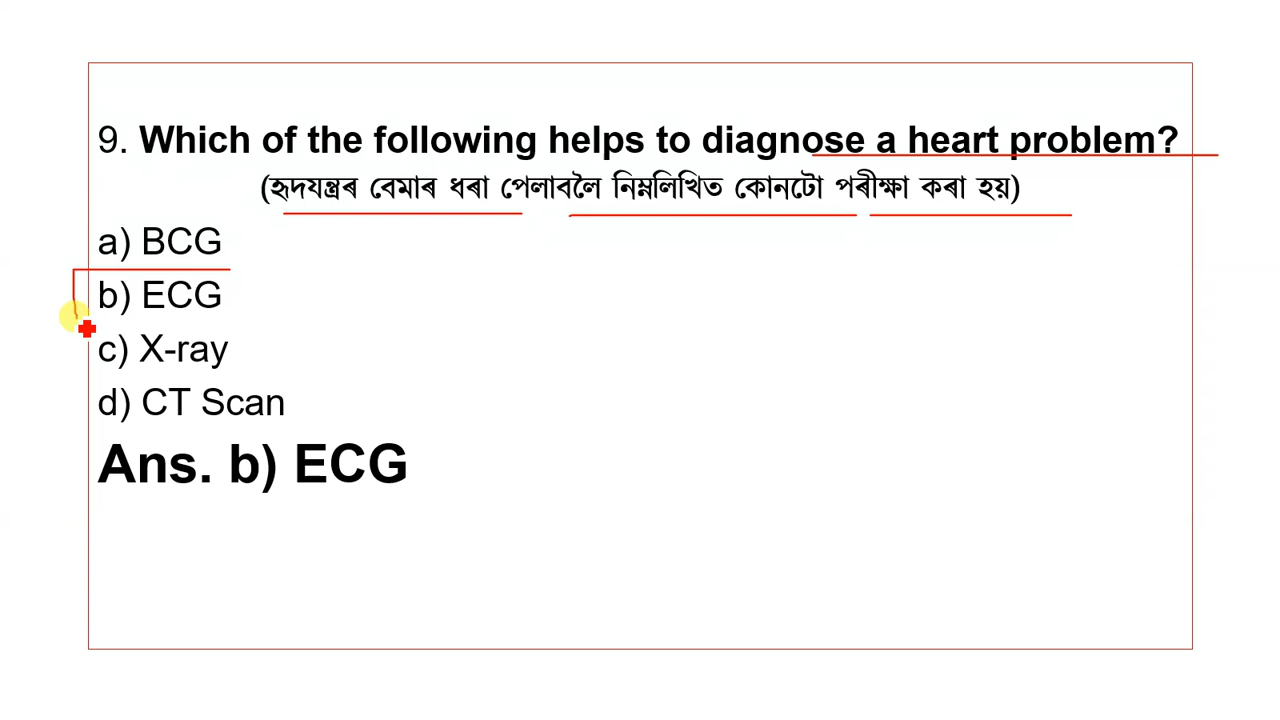 9. Which of the following helps to diagnose a heart problem?
(হৃদযন্ত্ৰৰ বেমাৰ ধৰা পেলাবলৈ নিম্নলিখিত কোনটো পৰীক্ষা কৰা হয়)
a) BCG
b) ECG
c) X-ray
d) CT Scan
Ans. b) ECG